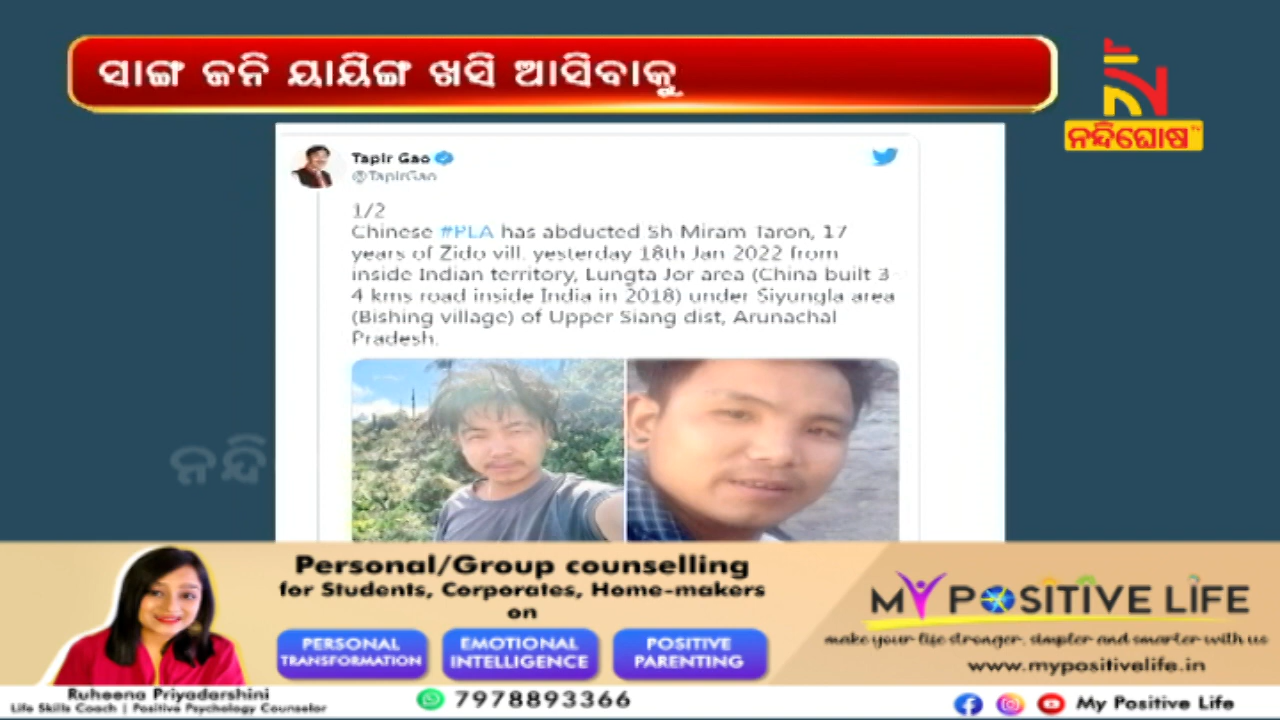 ସାଙ୍ଗ ଜନି ୟାୟିଙ୍ଗ ଖସି ଆସିବାକୁ
ନନ୍ଦିଘୋଷ TV
Tapir Gao
@TapirGao
1/2
Chinese #PLA has abducted Sh Miram Taron, 17
years of Zido vill. yesterday 18th Jan 2022 from
inside Indian territory, Lungta Jor area (China built 3-
4 kms road inside India in 2018) under Siyungla area
(Bishing village) of Upper Siang dist, Arunachal
Pradesh.
ନନ୍ଦି
Personal/Group counselling
for Students, Corporates, Home-makers
on
PERSONAL TRANSFORMATION
EMOTIONAL INTELLIGENCE
POSITIVE PARENTING
MY POSITIVE LIFE
make your life stronger, simpler and smarter with us
www.mypositivelife.in
Ruheena Priyadarshini
Life Skills Coach | Positive Psychology Counselor
7978893366
My Positive Life